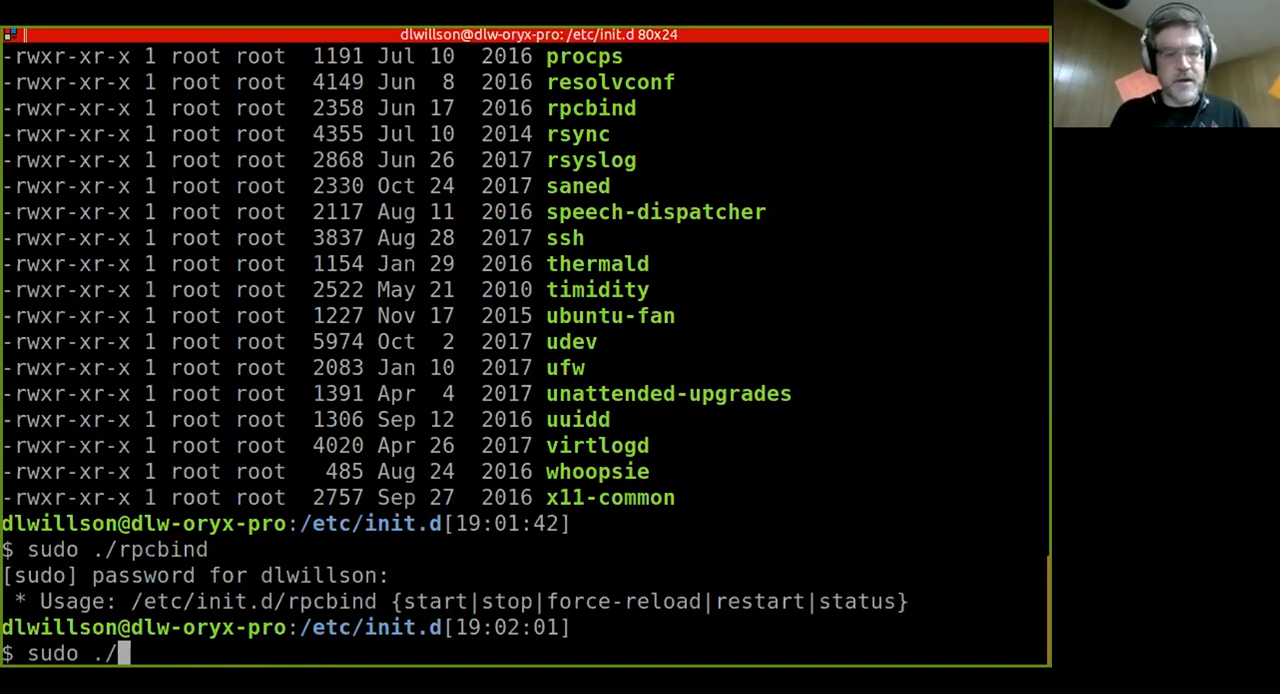 dlwillson@dlw-oryx-pro: /etc/init.d 80x24
-rwxr-xr-x 1 root root 1191 Jul 10 2016 procps
-rwxr-xr-x 1 root root 4149 Jun 8 2016 resolvconf
-rwxr-xr-x 1 root root 2358 Jun 17 2016 rpcbind
-rwxr-xr-x 1 root root 4355 Jul 10 2014 rsync
-rwxr-xr-x 1 root root 2868 Jun 26 2017 rsyslog
-rwxr-xr-x 1 root root 2330 Oct 24 2017 saned
-rwxr-xr-x 1 root root 2117 Aug 11 2016 speech-dispatcher
-rwxr-xr-x 1 root root 3837 Aug 28 2017 ssh
-rwxr-xr-x 1 root root 1154 Jan 29 2016 thermald
-rwxr-xr-x 1 root root 2522 May 21 2010 timidity
-rwxr-xr-x 1 root root 1227 Nov 17 2015 ubuntu-fan
-rwxr-xr-x 1 root root 5974 Oct 2 2017 udev
-rwxr-xr-x 1 root root 2083 Jan 10 2017 ufw
-rwxr-xr-x 1 root root 1391 Apr 4 2017 unattended-upgrades
-rwxr-xr-x 1 root root 1306 Sep 12 2016 uuidd
-rwxr-xr-x 1 root root 4020 Apr 26 2017 virtlogd
-rwxr-xr-x 1 root root 485 Aug 24 2016 whoopsie
-rwxr-xr-x 1 root root 2757 Sep 27 2016 x11-common
dlwillson@dlw-oryx-pro:/etc/init.d[19:01:42]
$ sudo ./rpcbind
[sudo] password for dlwillson:
* Usage: /etc/init.d/rpcbind {start|stop|force-reload|restart|status}
dlwillson@dlw-oryx-pro:/etc/init.d[19:02:01]
$ sudo ./